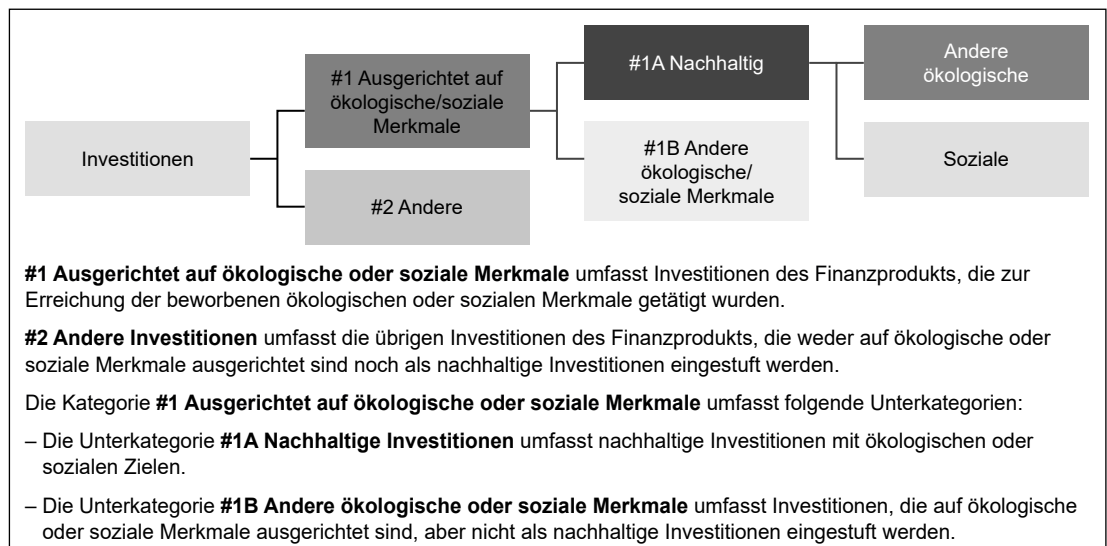 Investitionen
#1 Ausgerichtet auf
ökologische/soziale
Merkmale
#2 Andere
#1A Nachhaltig
#1B Andere
ökologische/
soziale Merkmale
Andere
ökologische
Soziale
#1 Ausgerichtet auf ökologische oder soziale Merkmale umfasst Investitionen des Finanzprodukts, die zur
Erreichung der beworbenen ökologischen oder sozialen Merkmale getätigt wurden.
#2 Andere Investitionen umfasst die übrigen Investitionen des Finanzprodukts, die weder auf ökologische oder
soziale Merkmale ausgerichtet sind noch als nachhaltige Investitionen eingestuft werden.
Die Kategorie #1 Ausgerichtet auf ökologische oder soziale Merkmale umfasst folgende Unterkategorien:
– Die Unterkategorie #1A Nachhaltige Investitionen umfasst nachhaltige Investitionen mit ökologischen oder
sozialen Zielen.
– Die Unterkategorie #1B Andere ökologische oder soziale Merkmale umfasst Investitionen, die auf ökologische
oder soziale Merkmale ausgerichtet sind, aber nicht als nachhaltige Investitionen eingestuft werden.